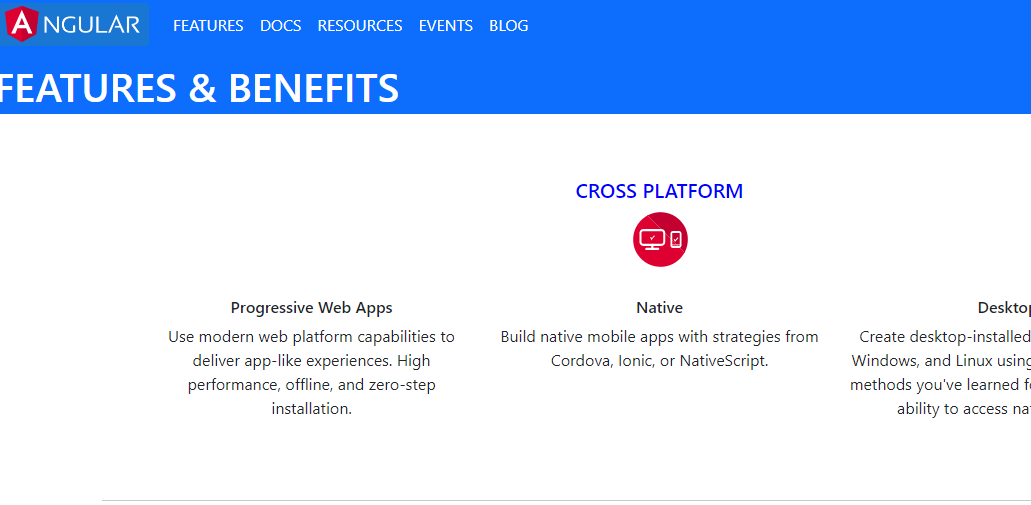 ANGULAR FEATURES DOCS RESOURCES EVENTS BLOG
FEATURES & BENEFITS
CROSS PLATFORM
Progressive Web Apps
Use modern web platform capabilities to
deliver app-like experiences. High
performance, offline, and zero-step
installation.
Native
Build native mobile apps with strategies from
Cordova, Ionic, or NativeScript.
Create desktop-installed
Windows, and Linux using
methods you've learned
ability to access